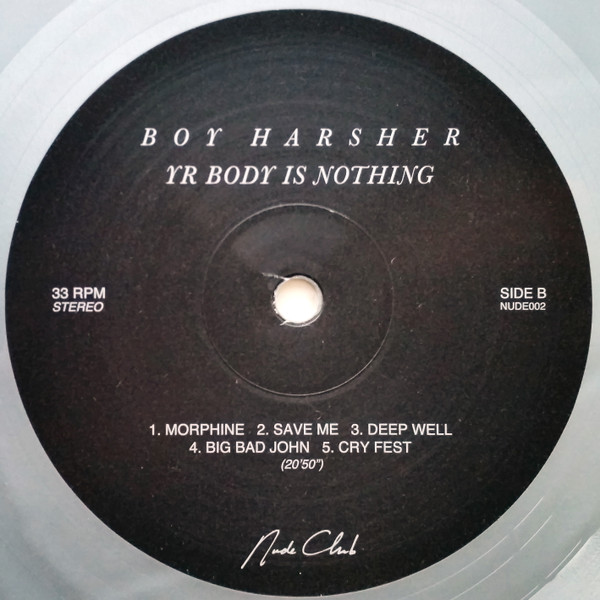 BOY HARSHER
YR BODY IS NOTHING
33 RPM
STEREO
SIDE B
NUDE002
1. MORPHINE 2. SAVE ME 3. DEEP WELL
4. BIG BAD JOHN 5. CRY FEST
(20'50")
Nude Club